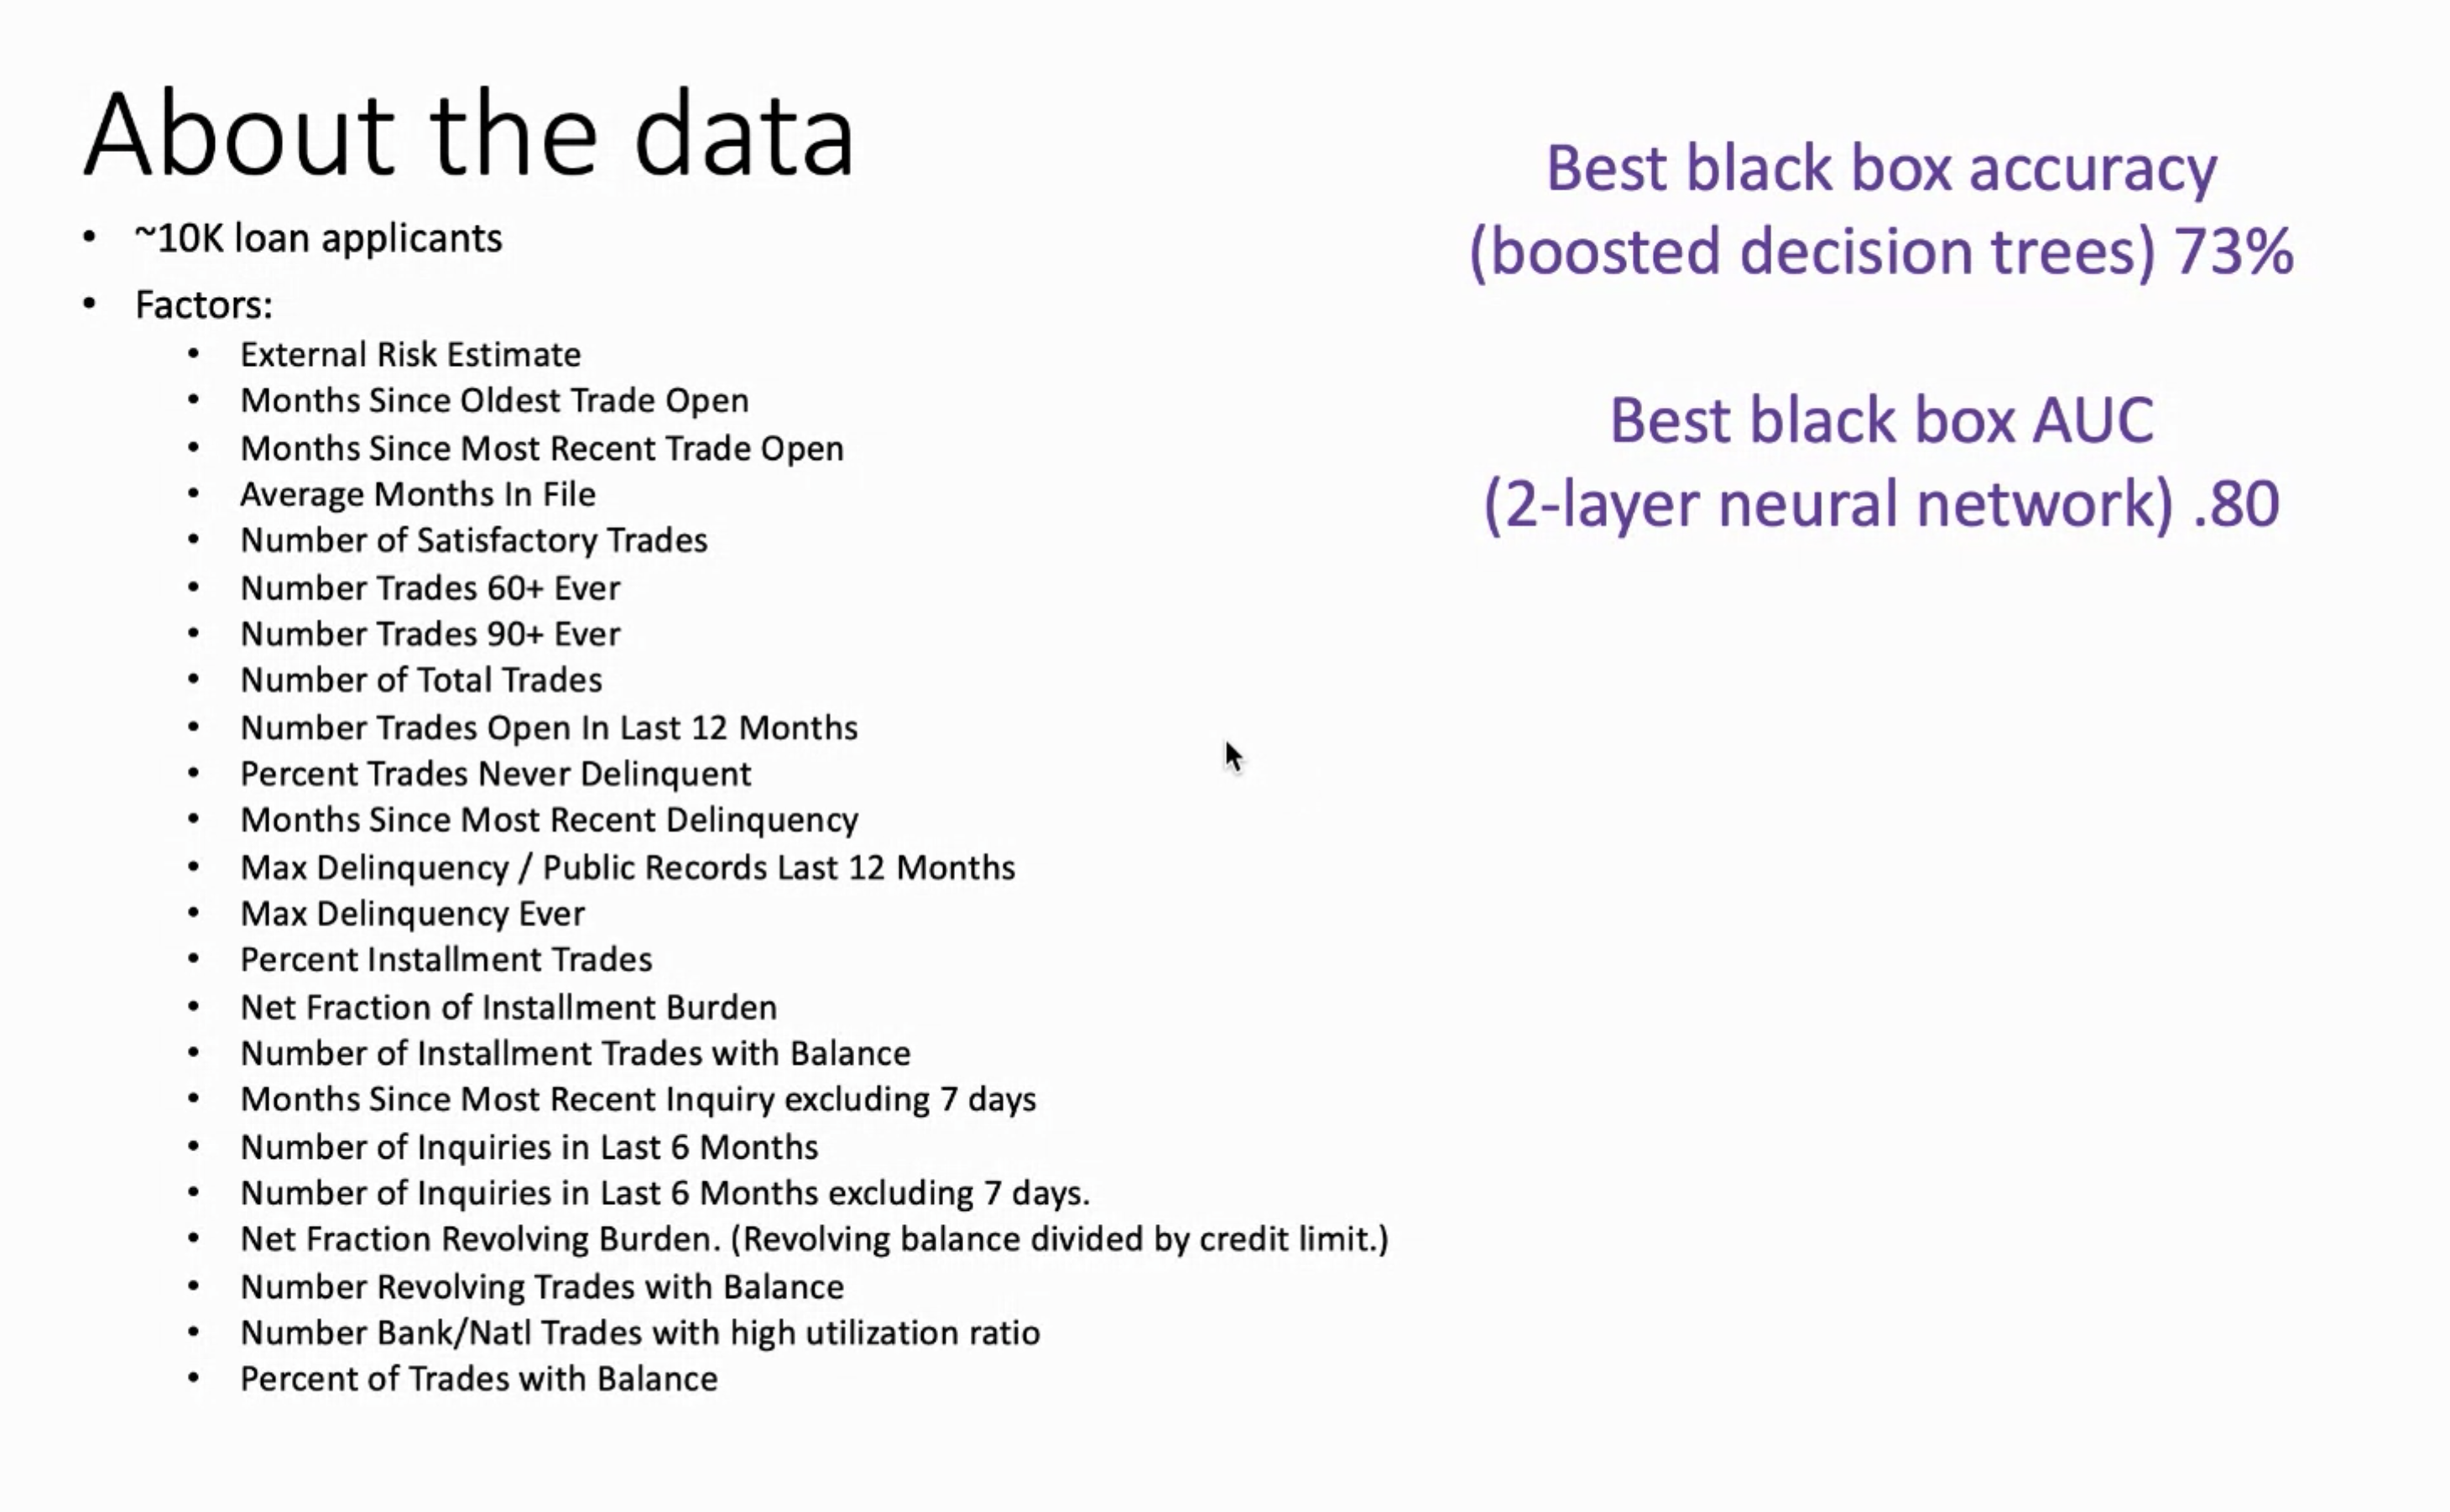 About the data
• ~10K loan applicants
• Factors:
• External Risk Estimate
• Months Since Oldest Trade Open
• Months Since Most Recent Trade Open
• Average Months In File
• Number of Satisfactory Trades
• Number Trades 60+ Ever
• Number Trades 90+ Ever
• Number of Total Trades
• Number Trades Open In Last 12 Months
• Percent Trades Never Delinquent
• Months Since Most Recent Delinquency
• Max Delinquency / Public Records Last 12 Months
• Max Delinquency Ever
• Percent Installment Trades
• Net Fraction of Installment Burden
• Number of Installment Trades with Balance
• Months Since Most Recent Inquiry excluding 7 days
• Number of Inquiries in Last 6 Months
• Number of Inquiries in Last 6 Months excluding 7 days.
• Net Fraction Revolving Burden. (Revolving balance divided by credit limit.)
• Number Revolving Trades with Balance
• Number Bank/Natl Trades with high utilization ratio
• Percent of Trades with Balance
Best black box accuracy
(boosted decision trees) 73%
Best black box AUC
(2-layer neural network) .80